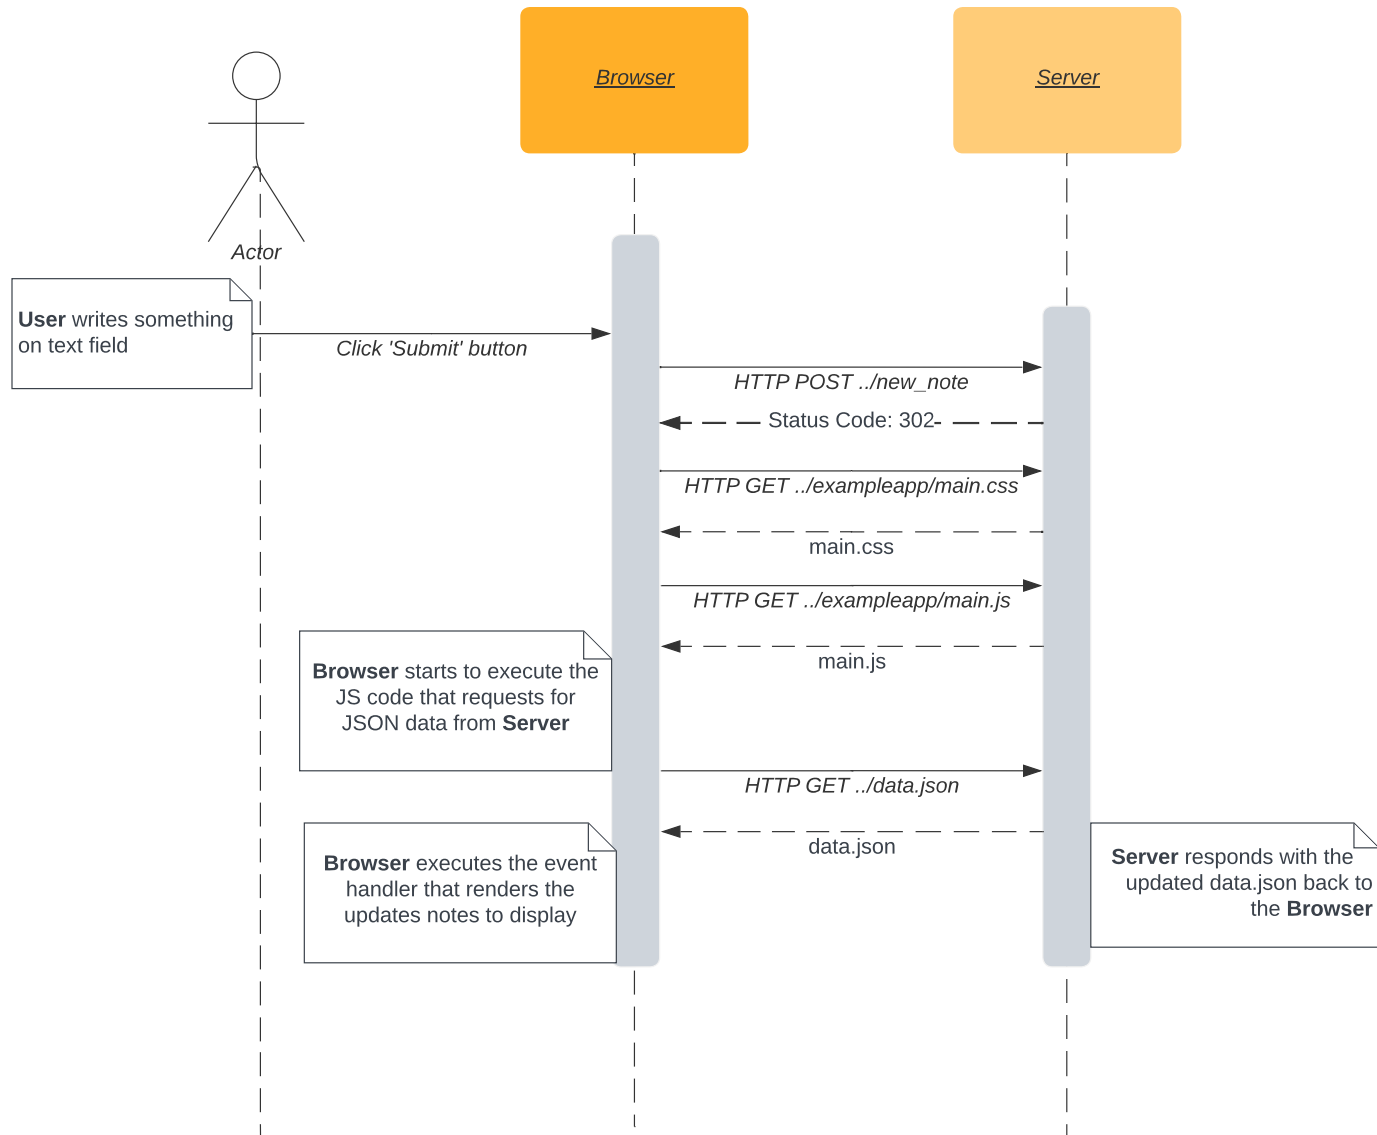 Browser
Server
Actor
User writes something
on text field
Click 'Submit' button
HTTP POST ../new_note
Status Code: 302
HTTP GET ../exampleapp/main.css
main.css
HTTP GET ../exampleapp/main.js
main.js
Browser starts to execute the
JS code that requests for
JSON data from Server
HTTP GET ../data.json
data.json
Browser executes the event
handler that renders the
updates notes to display
Server responds with the
updated data.json back to
the Browser